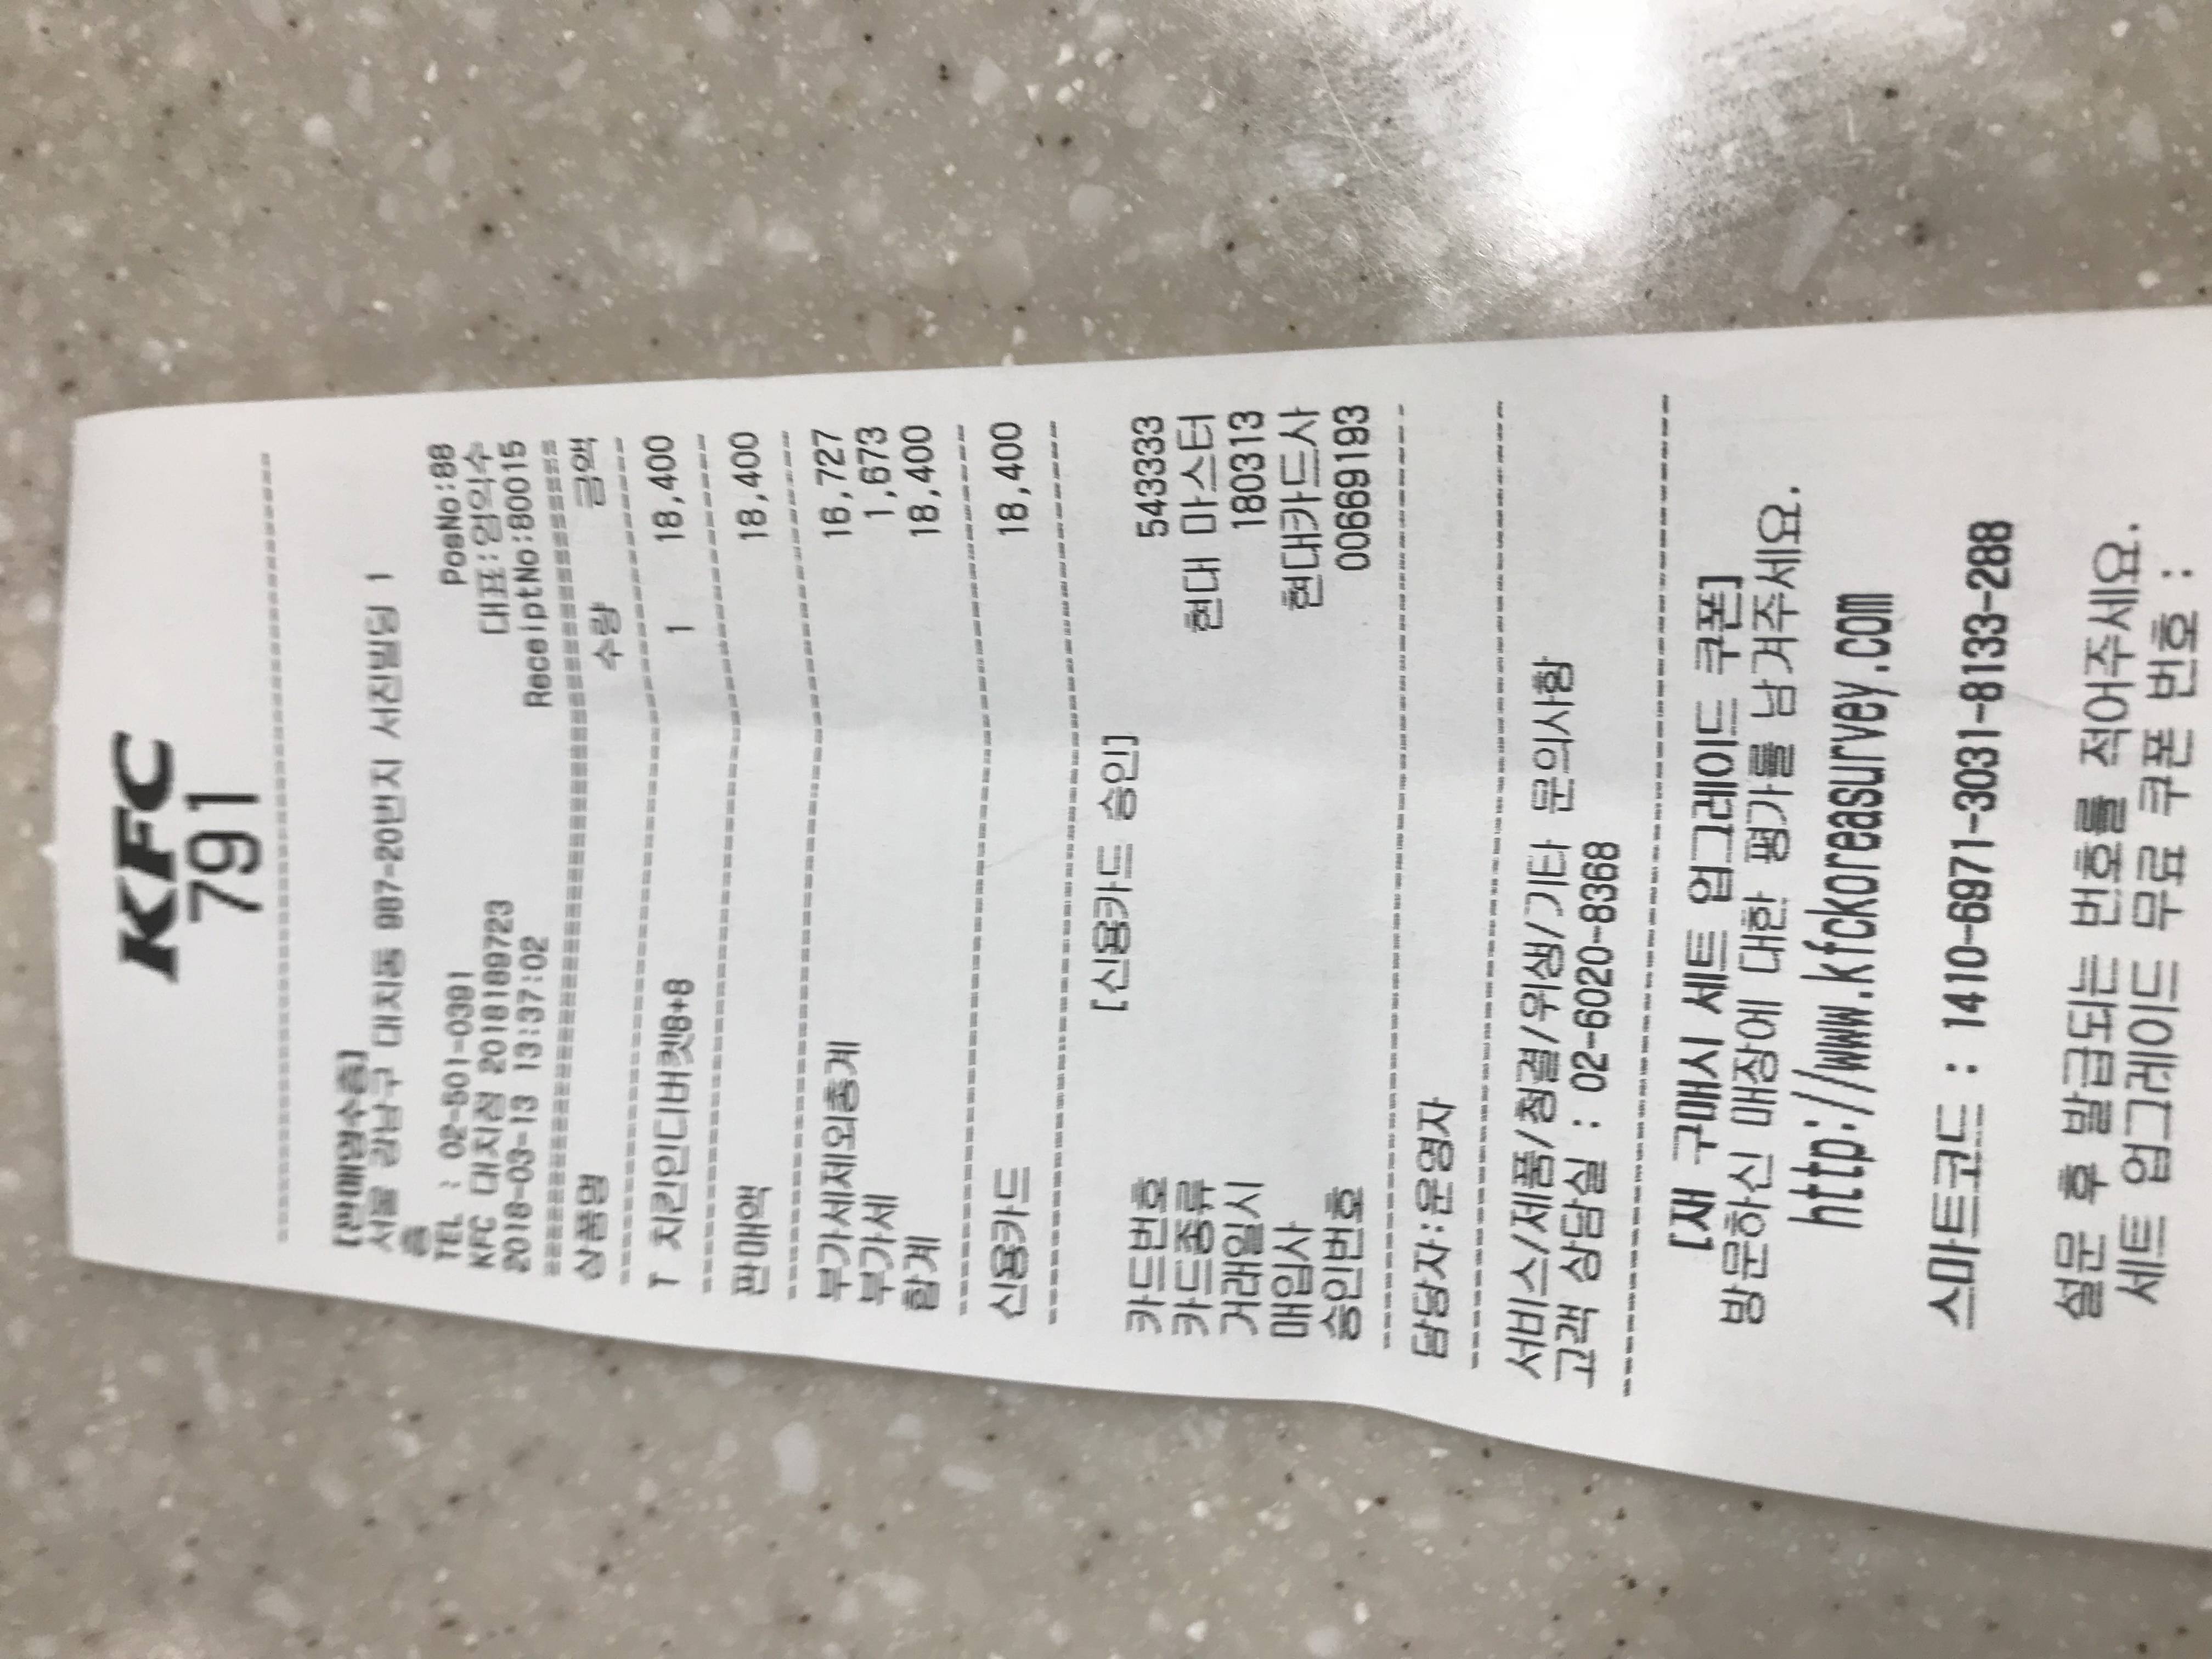 KFC
791
[판매영수증]
서울 강남구 대치동 987-20번지 서진빌딩 1
층
TEL : 02-501-0391 PosNo:88
KFC 대치점 2018189723 대표:엄익수
2018-03-13 13:37:02 ReceiptNo:80015
상품명 수량 금액
T 치킨인디버켓8+8 1 18,400
판매액 18,400
부가세제외총계 16,727
부가세 1,673
합계 18,400
신용카드 18,400
[신용카드 승인]
카드번호 543333
카드종류 현대 마스터
거래일시 180313
매입사 현대카드사
승인번호 00669193
담당자:운영자
서비스/제품/청결/위생/기타 문의사항
고객 상담실 : 02-6020-8368
[재 구매시 세트 업그레이드 쿠폰]
방문하신 매장에 대한 평가를 남겨주세요.
http://www.kfckoreasurvey.com
스마트코드 : 1410-6971-3031-8133-288
설문 후 발급되는 번호를 적어주세요.
세트 업그레이드 무료 쿠폰 번호 :